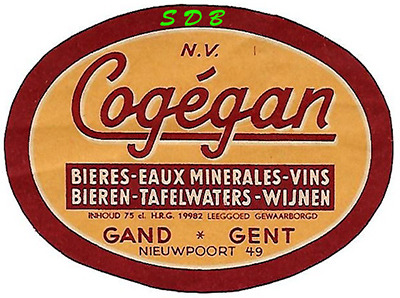 SDB
N.V.
Cogégan
BIERES-EAUX MINERALES-VINS
BIEREN-TAFELWATERS-WIJNEN
INHOUD 75 cl. H.R.G. 19982 LEEGGOED GEWAARBORGD
GAND * GENT
NIEUWPOORT 49